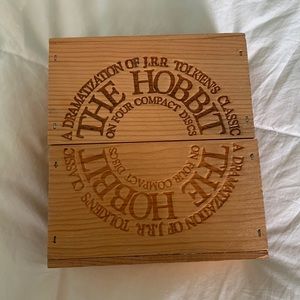 A DRAMATIZATION OF J.R.R. TOLKIEN'S CLASSIC
THE HOBBIT
ON FOUR COMPACT DISCS
A DRAMATIZATION OF J.R.R. TOLKIEN'S CLASSIC
THE HOBBIT
ON FOUR COMPACT DISCS